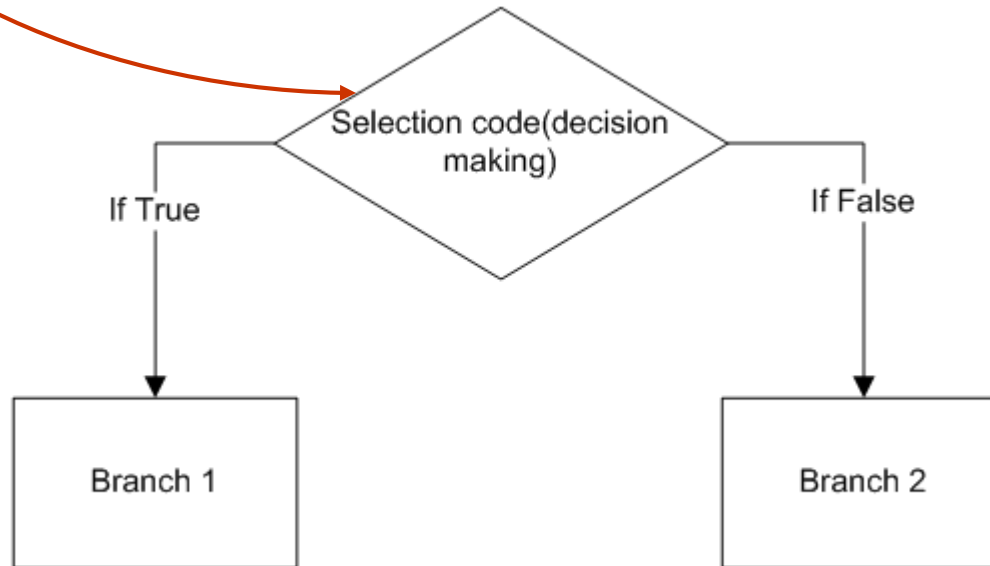 Selection code(decision
making)
If True
If False
Branch 1
Branch 2